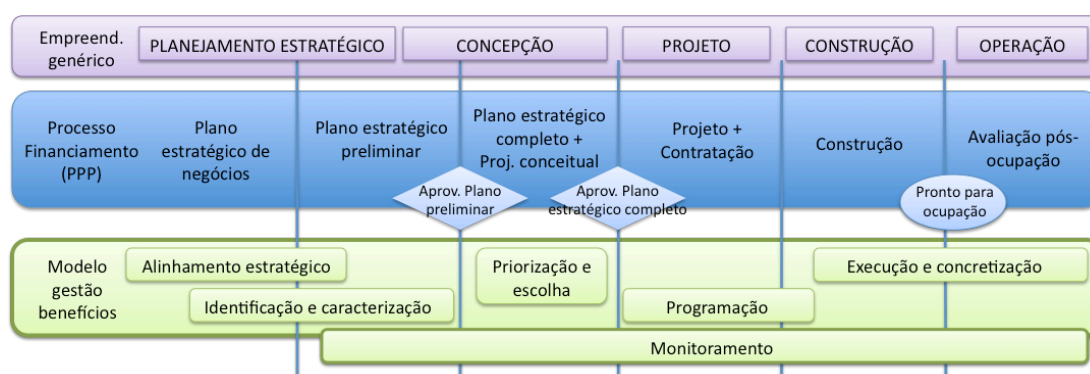 Empreend.
genérico
PLANEJAMENTO ESTRATÉGICO
CONCEPÇÃO
PROJETO
CONSTRUÇÃO
OPERAÇÃO
Processo
Financiamento
(PPP)
Plano
estratégico de
negócios
Plano estratégico
preliminar
Plano estratégico
completo +
Proj. conceitual
Projeto +
Contratação
Construção
Avaliação pós-
ocupação
Aprov. Plano
preliminar
Aprov. Plano
estratégico completo
Pronto para
ocupação
Modelo
gestão
benefícios
Alinhamento estratégico
Identificação e caracterização
Priorização e
escolha
Programação
Execução e concretização
Monitoramento